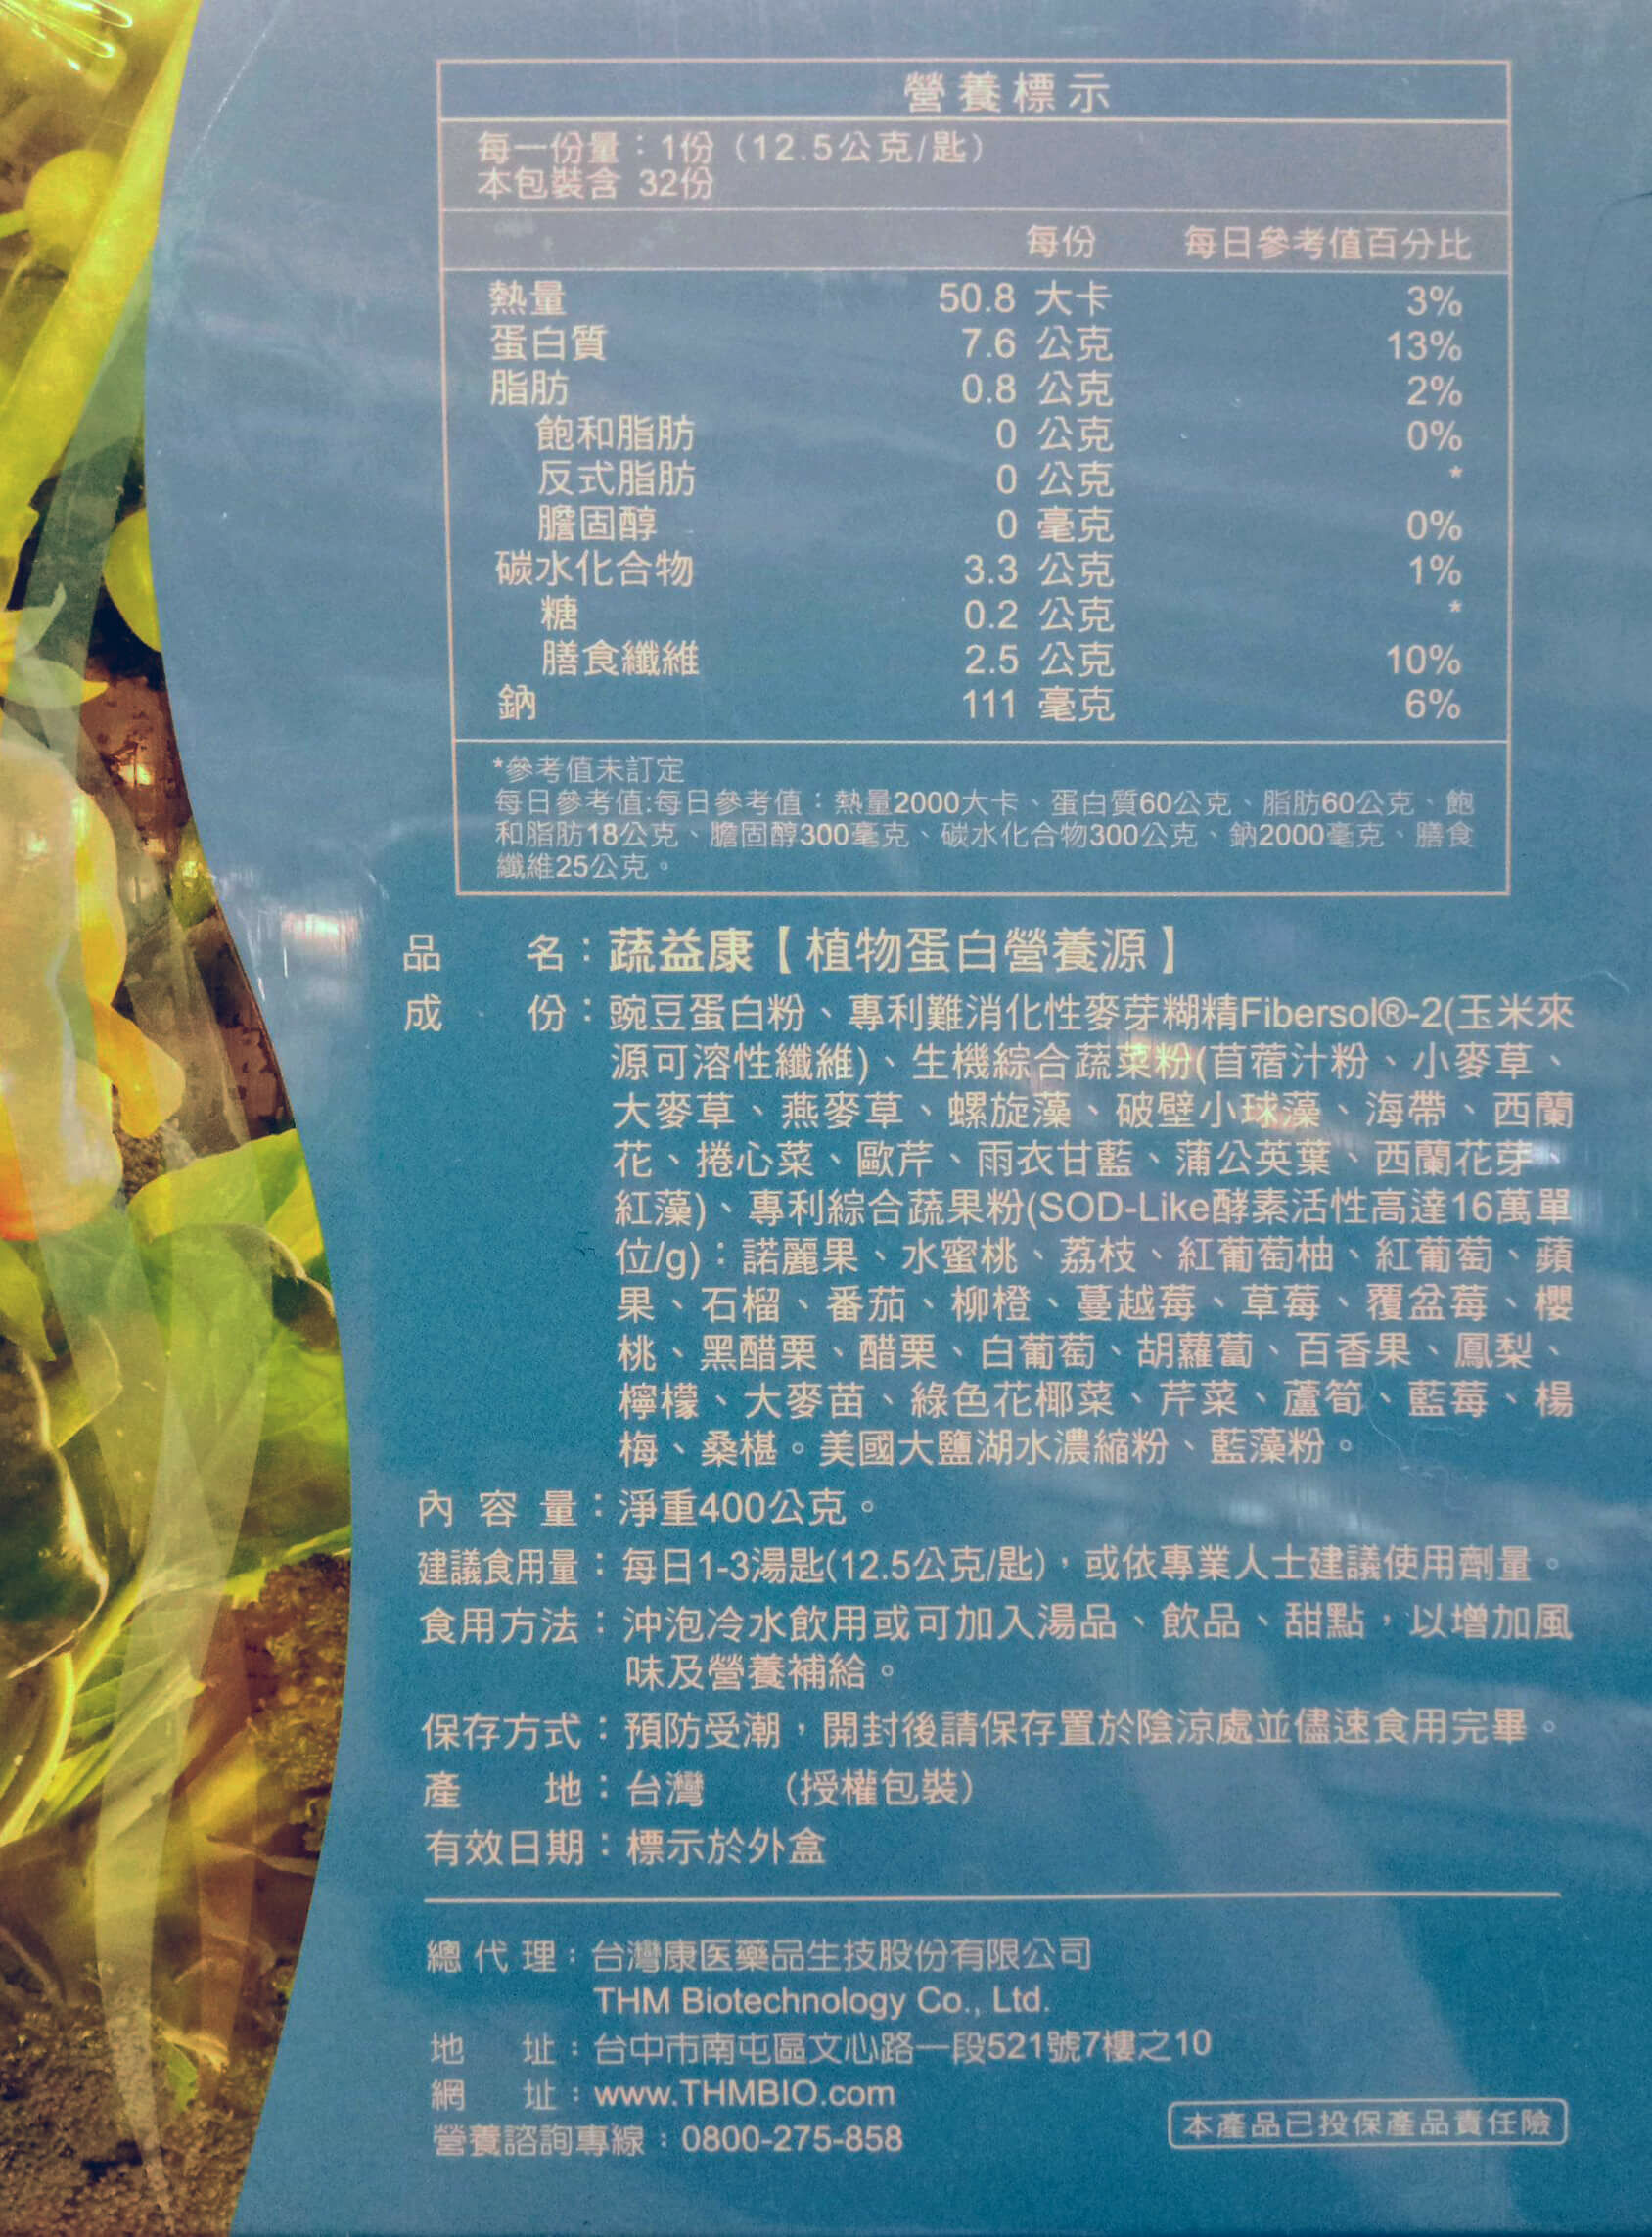 營養標示
每一份量：1份（12.5公克/匙）
本包裝含 32份
每份 每日參考值百分比
熱量 50.8 大卡 3%
蛋白質 7.6 公克 13%
脂肪 0.8 公克 2%
飽和脂肪 0 公克 0%
反式脂肪 0 公克 *
膽固醇 0 毫克 0%
碳水化合物 3.3 公克 1%
糖 0.2 公克 *
膳食纖維 2.5 公克 10%
鈉 111 毫克 6%
*參考值未訂定
每日參考值:每日參考值：熱量2000大卡、蛋白質60公克、脂肪60公克、飽
和脂肪18公克、膽固醇300毫克、碳水化合物300公克、鈉2000毫克、膳食
纖維25公克。
品名：蔬益康【植物蛋白營養源】
成份：豌豆蛋白粉、專利難消化性麥芽糊精Fibersol®-2(玉米來
源可溶性纖維)、生機綜合蔬菜粉(苜蓿汁粉、小麥草、
大麥草、燕麥草、螺旋藻、破壁小球藻、海帶、西蘭
花、捲心菜、歐芹、雨衣甘藍、蒲公英葉、西蘭花芽、
紅藻)、專利綜合蔬果粉(SOD-Like酵素活性高達16萬單
位/g)：諾麗果、水蜜桃、荔枝、紅葡萄柚、紅葡萄、蘋
果、石榴、番茄、柳橙、蔓越莓、草莓、覆盆莓、櫻
桃、黑醋栗、醋栗、白葡萄、胡蘿蔔、百香果、鳳梨、
檸檬、大麥苗、綠色花椰菜、芹菜、蘆筍、藍莓、楊
梅、桑椹。美國大鹽湖水濃縮粉、藍藻粉。
內容量：淨重400公克。
建議食用量：每日1-3湯匙(12.5公克/匙)，或依專業人士建議使用劑量。
食用方法：沖泡冷水飲用或可加入湯品、飲品、甜點，以增加風
味及營養補給。
保存方式：預防受潮，開封後請保存置於陰涼處並儘速食用完畢。
產地：台灣 （授權包裝）
有效日期：標示於外盒
總代理：台灣康医藥品生技股份有限公司
THM Biotechnology Co., Ltd.
地址：台中市南屯區文心路一段521號7樓之10
網址：www.THMBIO.com
營養諮詢專線：0800-275-858
本產品已投保產品責任險